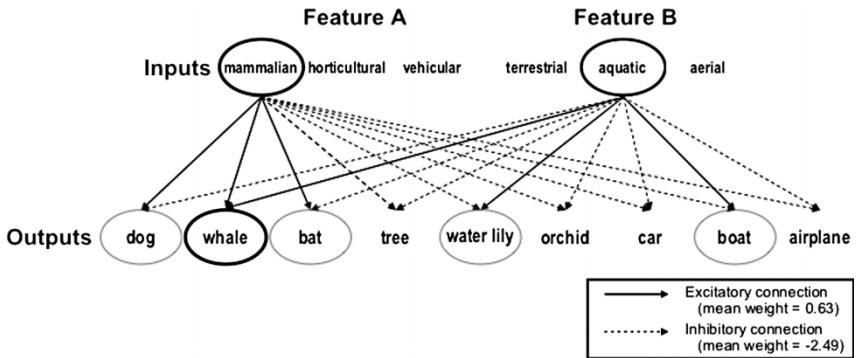 Feature A Feature B
Inputs mammalian horticultural vehicular terrestrial aquatic aerial
Outputs dog whale bat tree water lily orchid car boat airplane
Excitatory connection
(mean weight = 0.63)
Inhibitory connection
(mean weight = -2.49)